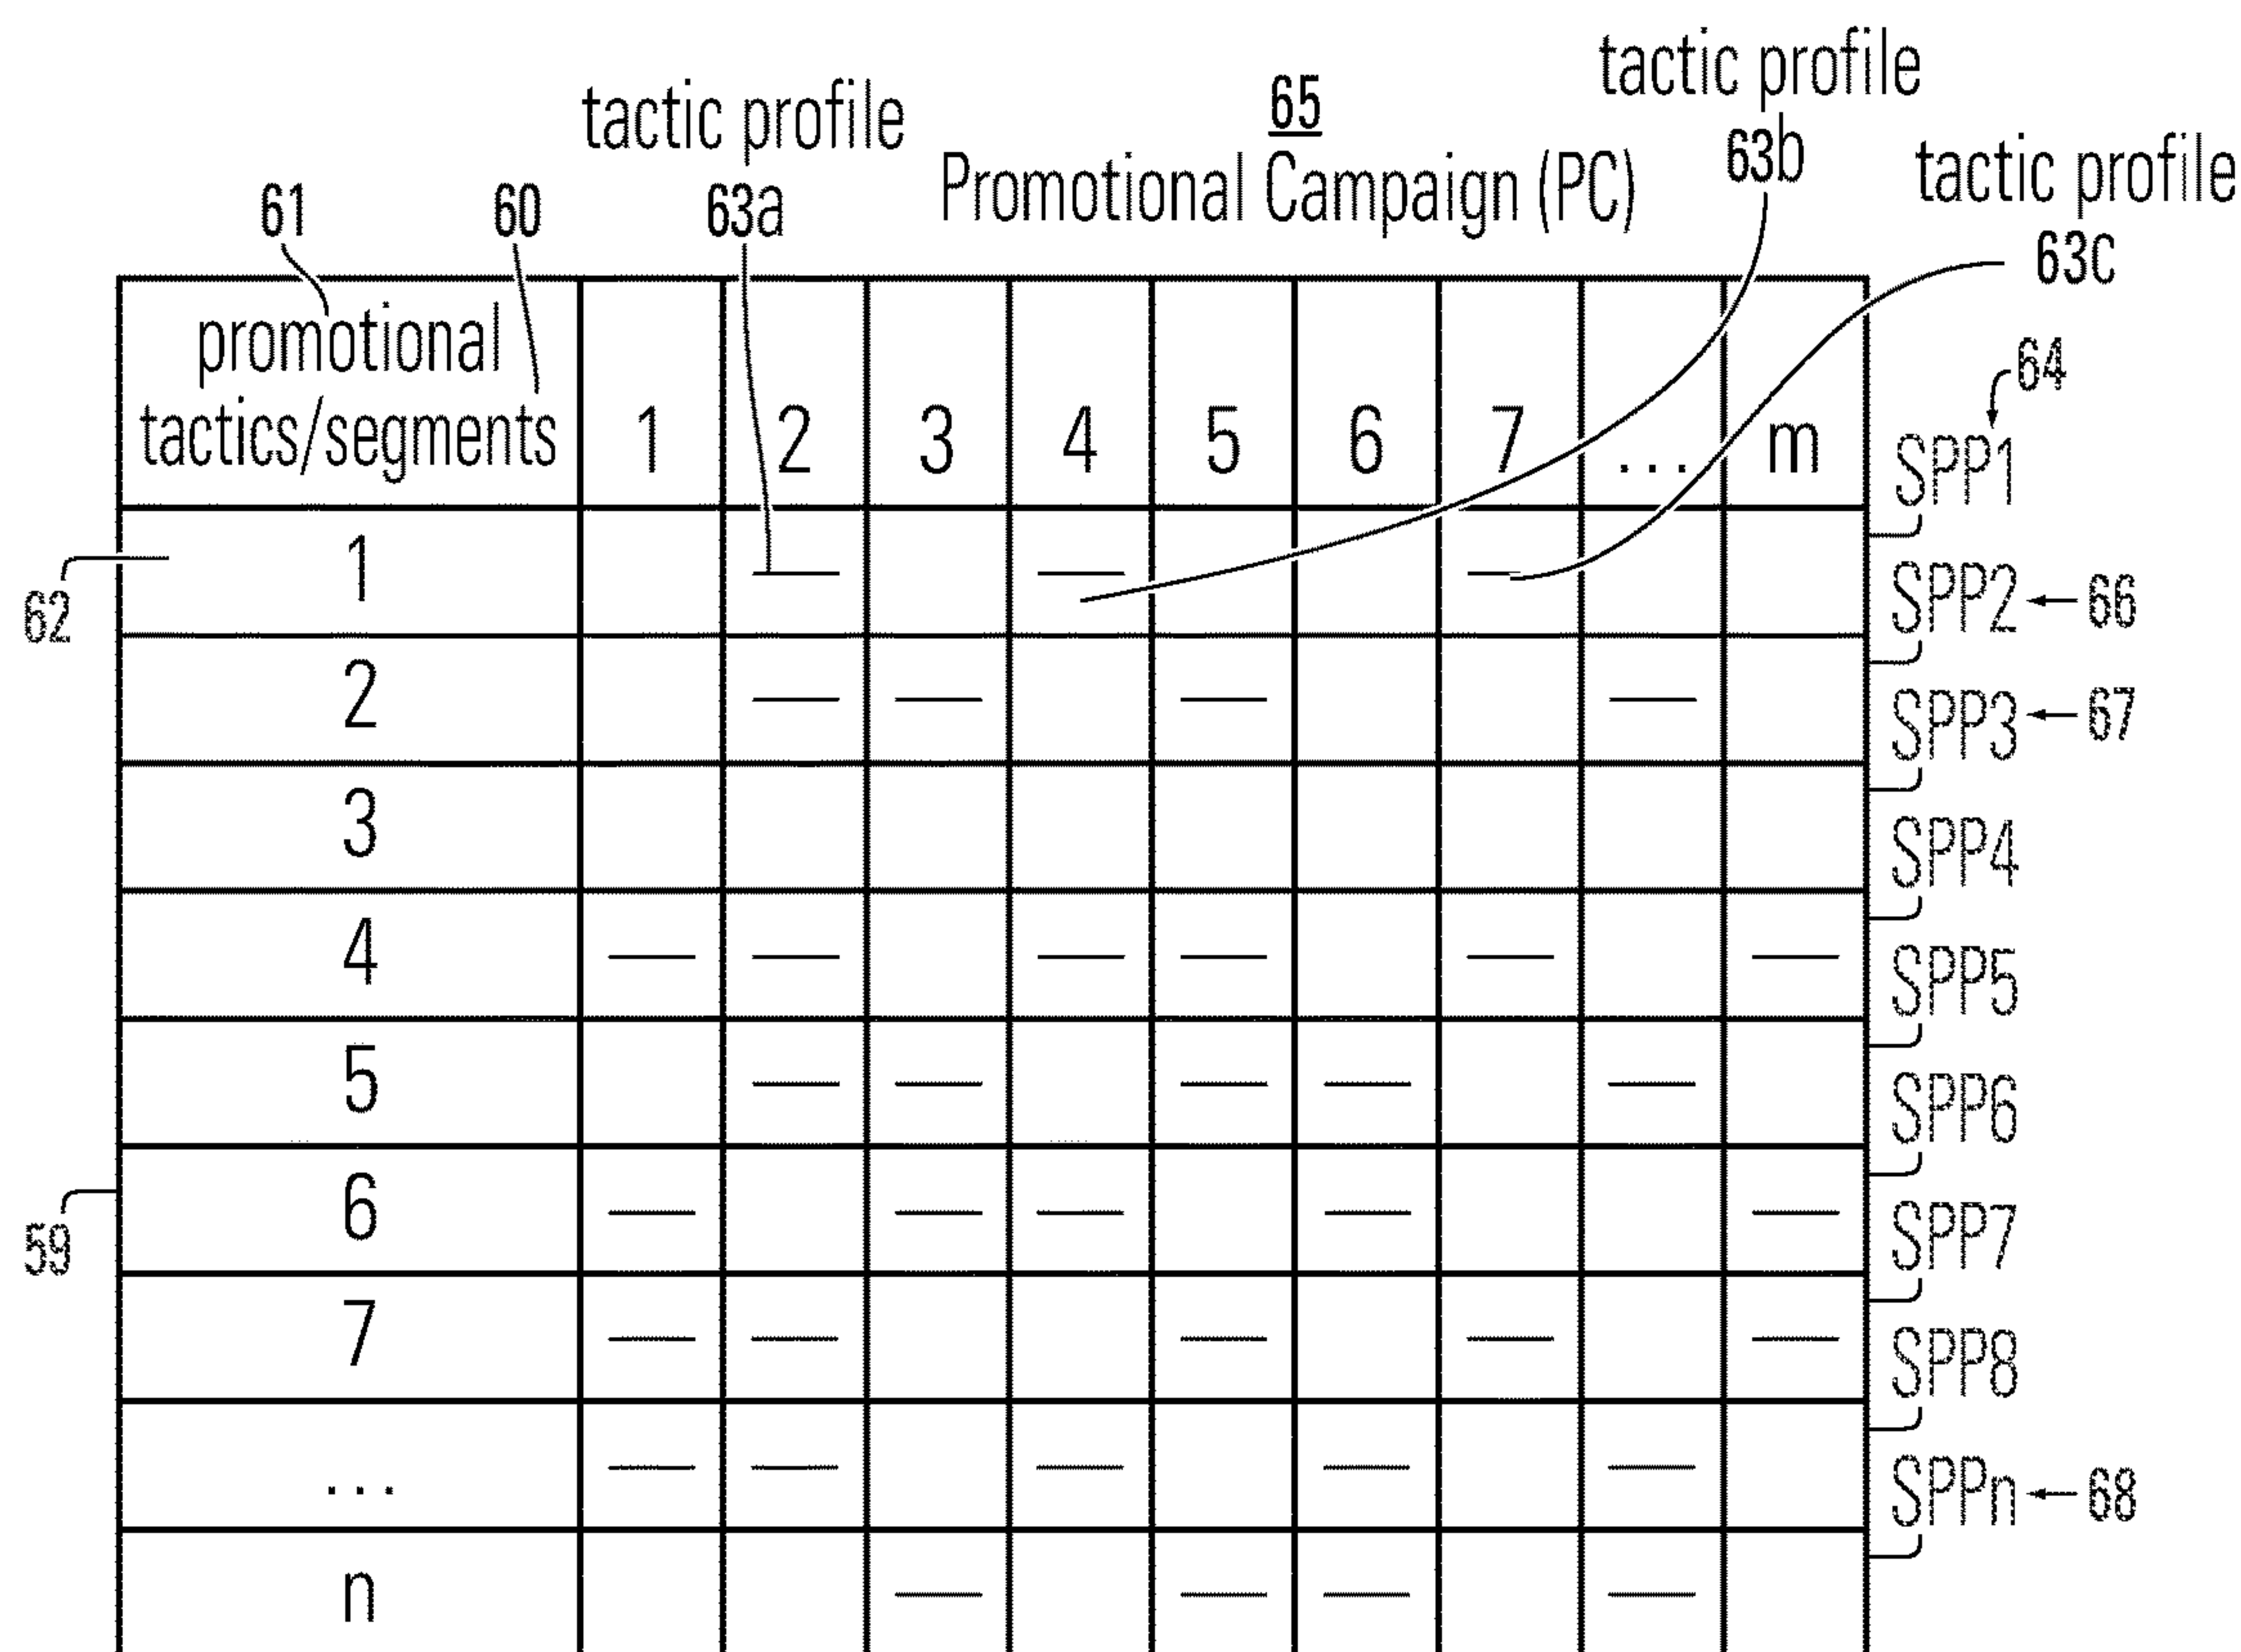 tactic profile
65
tactic profile
61
60
63a
Promotional Campaign (PC)
63b
tactic profile
63c
promotional
tactics/segments
1 2 3 4 5 6 7 ... m
64
SPP1
62
1
SPP2
66
2
SPP3
67
3
SPP4
4
SPP5
5
SPP6
59
6
SPP7
7
SPP8
...
SPPn
68
n